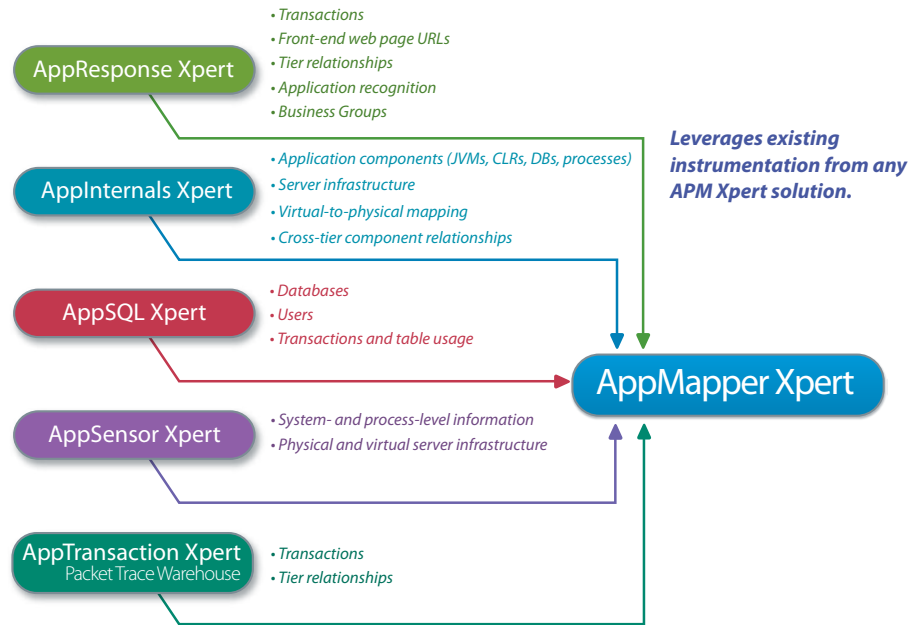 AppResponse Xpert
• Transactions
• Front-end web page URLs
• Tier relationships
• Application recognition
• Business Groups
Leverages existing
instrumentation from any
APM Xpert solution.
AppInternals Xpert
• Application components (JVMs, CLRs, DBs, processes)
• Server infrastructure
• Virtual-to-physical mapping
• Cross-tier component relationships
AppSQL Xpert
• Databases
• Users
• Transactions and table usage
AppMapper Xpert
AppSensor Xpert
• System- and process-level information
• Physical and virtual server infrastructure
AppTransaction Xpert
Packet Trace Warehouse
• Transactions
• Tier relationships